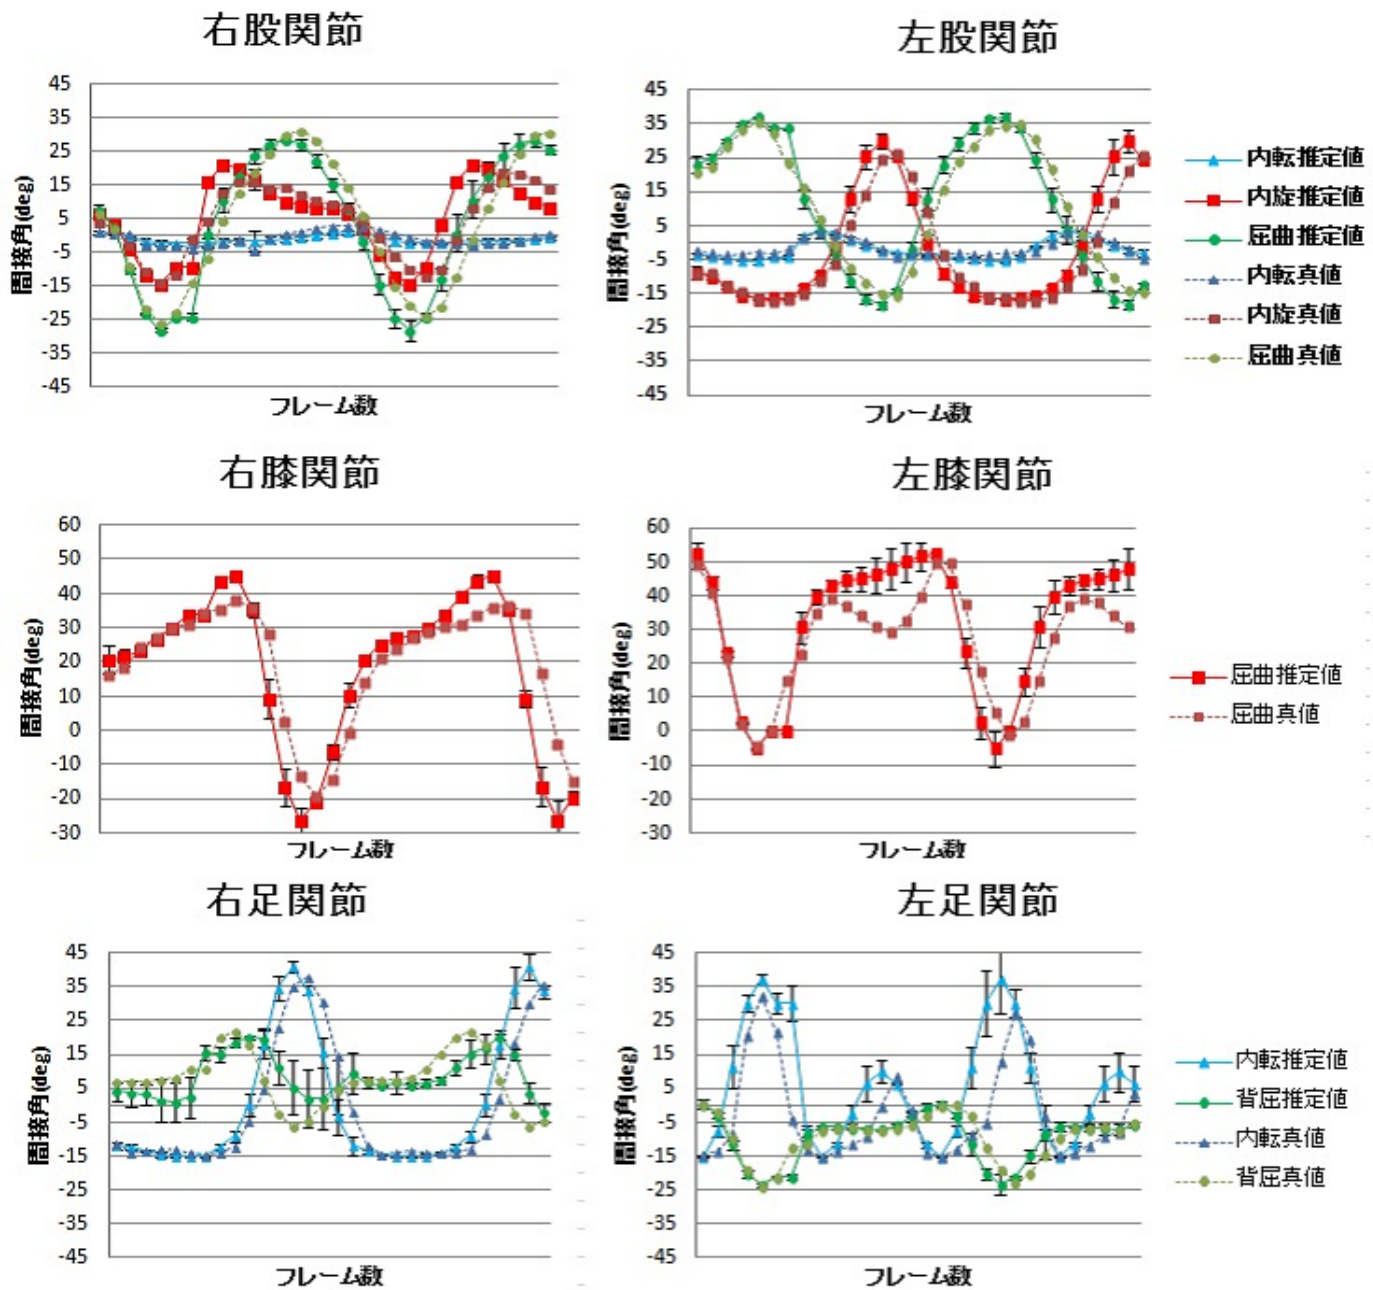 右股関節
左股関節
間接角(deg)
45
35
25
15
5
-5
-15
-25
-35
-45
フレーム数
間接角(deg)
45
35
25
15
5
-5
-15
-25
-35
-45
フレーム数
内転推定値
内旋推定値
屈曲推定値
内転真値
内旋真値
屈曲真値
右膝関節
左膝関節
間接角(deg)
60
50
40
30
20
10
0
-10
-20
-30
フレーム数
間接角(deg)
60
50
40
30
20
10
0
-10
-20
-30
フレーム数
屈曲推定値
屈曲真値
右足関節
左足関節
間接角(deg)
45
35
25
15
5
-5
-15
-25
-35
-45
フレーム数
間接角(deg)
45
35
25
15
5
-5
-15
-25
-35
-45
フレーム数
内転推定値
背屈推定値
内転真値
背屈真値